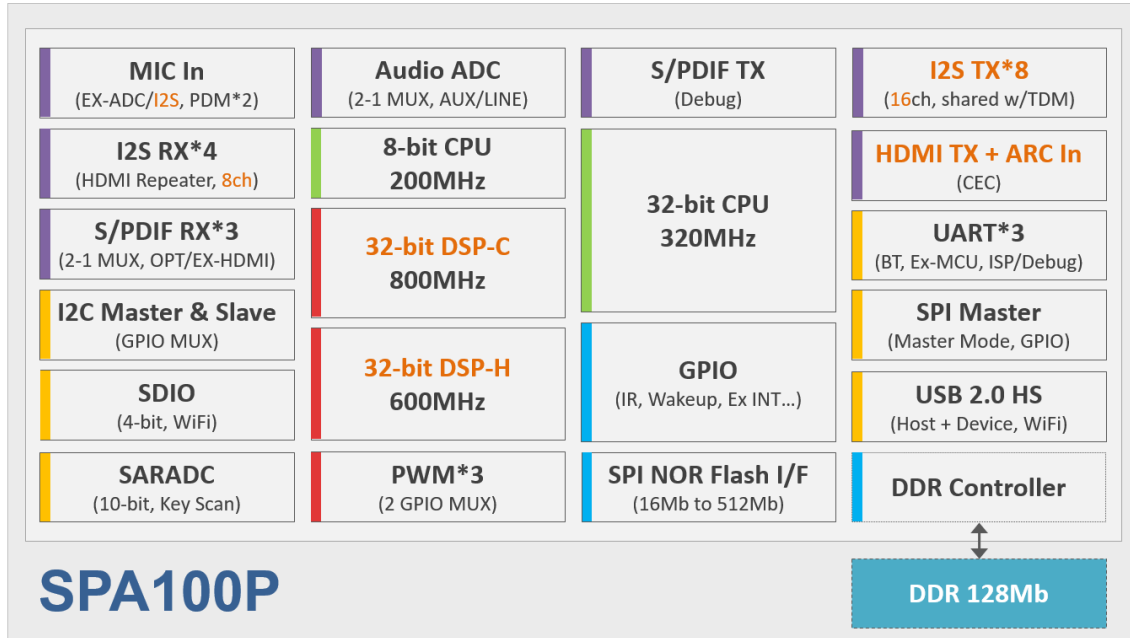 MIC In
(EX-ADC/I2S, PDM*2)
Audio ADC
(2-1 MUX, AUX/LINE)
S/PDIF TX
(Debug)
I2S TX*8
(16ch, shared w/TDM)
I2S RX*4
(HDMI Repeater, 8ch)
8-bit CPU
200MHz
32-bit CPU
320MHz
HDMI TX + ARC In
(CEC)
S/PDIF RX*3
(2-1 MUX, OPT/EX-HDMI)
32-bit DSP-C
800MHz
UART*3
(BT, Ex-MCU, ISP/Debug)
I2C Master & Slave
(GPIO MUX)
SPI Master
(Master Mode, GPIO)
SDIO
(4-bit, WiFi)
32-bit DSP-H
600MHz
GPIO
(IR, Wakeup, Ex INT...)
USB 2.0 HS
(Host + Device, WiFi)
SARADC
(10-bit, Key Scan)
PWM*3
(2 GPIO MUX)
SPI NOR Flash I/F
(16Mb to 512Mb)
DDR Controller
SPA100P
DDR 128Mb